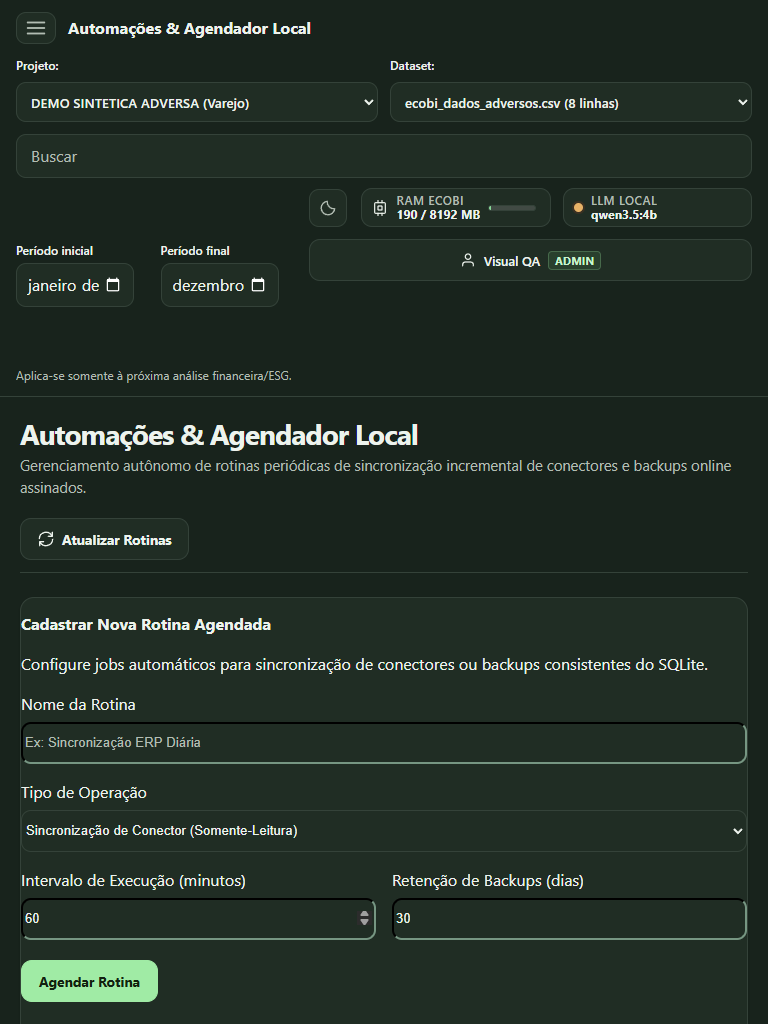 Automações & Agendador Local
Projeto:
Dataset:
DEMO SINTETICA ADVERSA (Varejo)
ecobi_dados_adversos.csv (8 linhas)
Buscar
RAM ECOBI
190 / 8192 MB
LLM LOCAL
qwen3.5:4b
Período inicial
Período final
janeiro de
dezembro
Visual QA
ADMIN
Aplica-se somente à próxima análise financeira/ESG.
Automações & Agendador Local
Gerenciamento autônomo de rotinas periódicas de sincronização incremental de conectores e backups online
assinados.
Atualizar Rotinas
Cadastrar Nova Rotina Agendada
Configure jobs automáticos para sincronização de conectores ou backups consistentes do SQLite.
Nome da Rotina
Ex: Sincronização ERP Diária
Tipo de Operação
Sincronização de Conector (Somente-Leitura)
Intervalo de Execução (minutos)
Retenção de Backups (dias)
60
30
Agendar Rotina